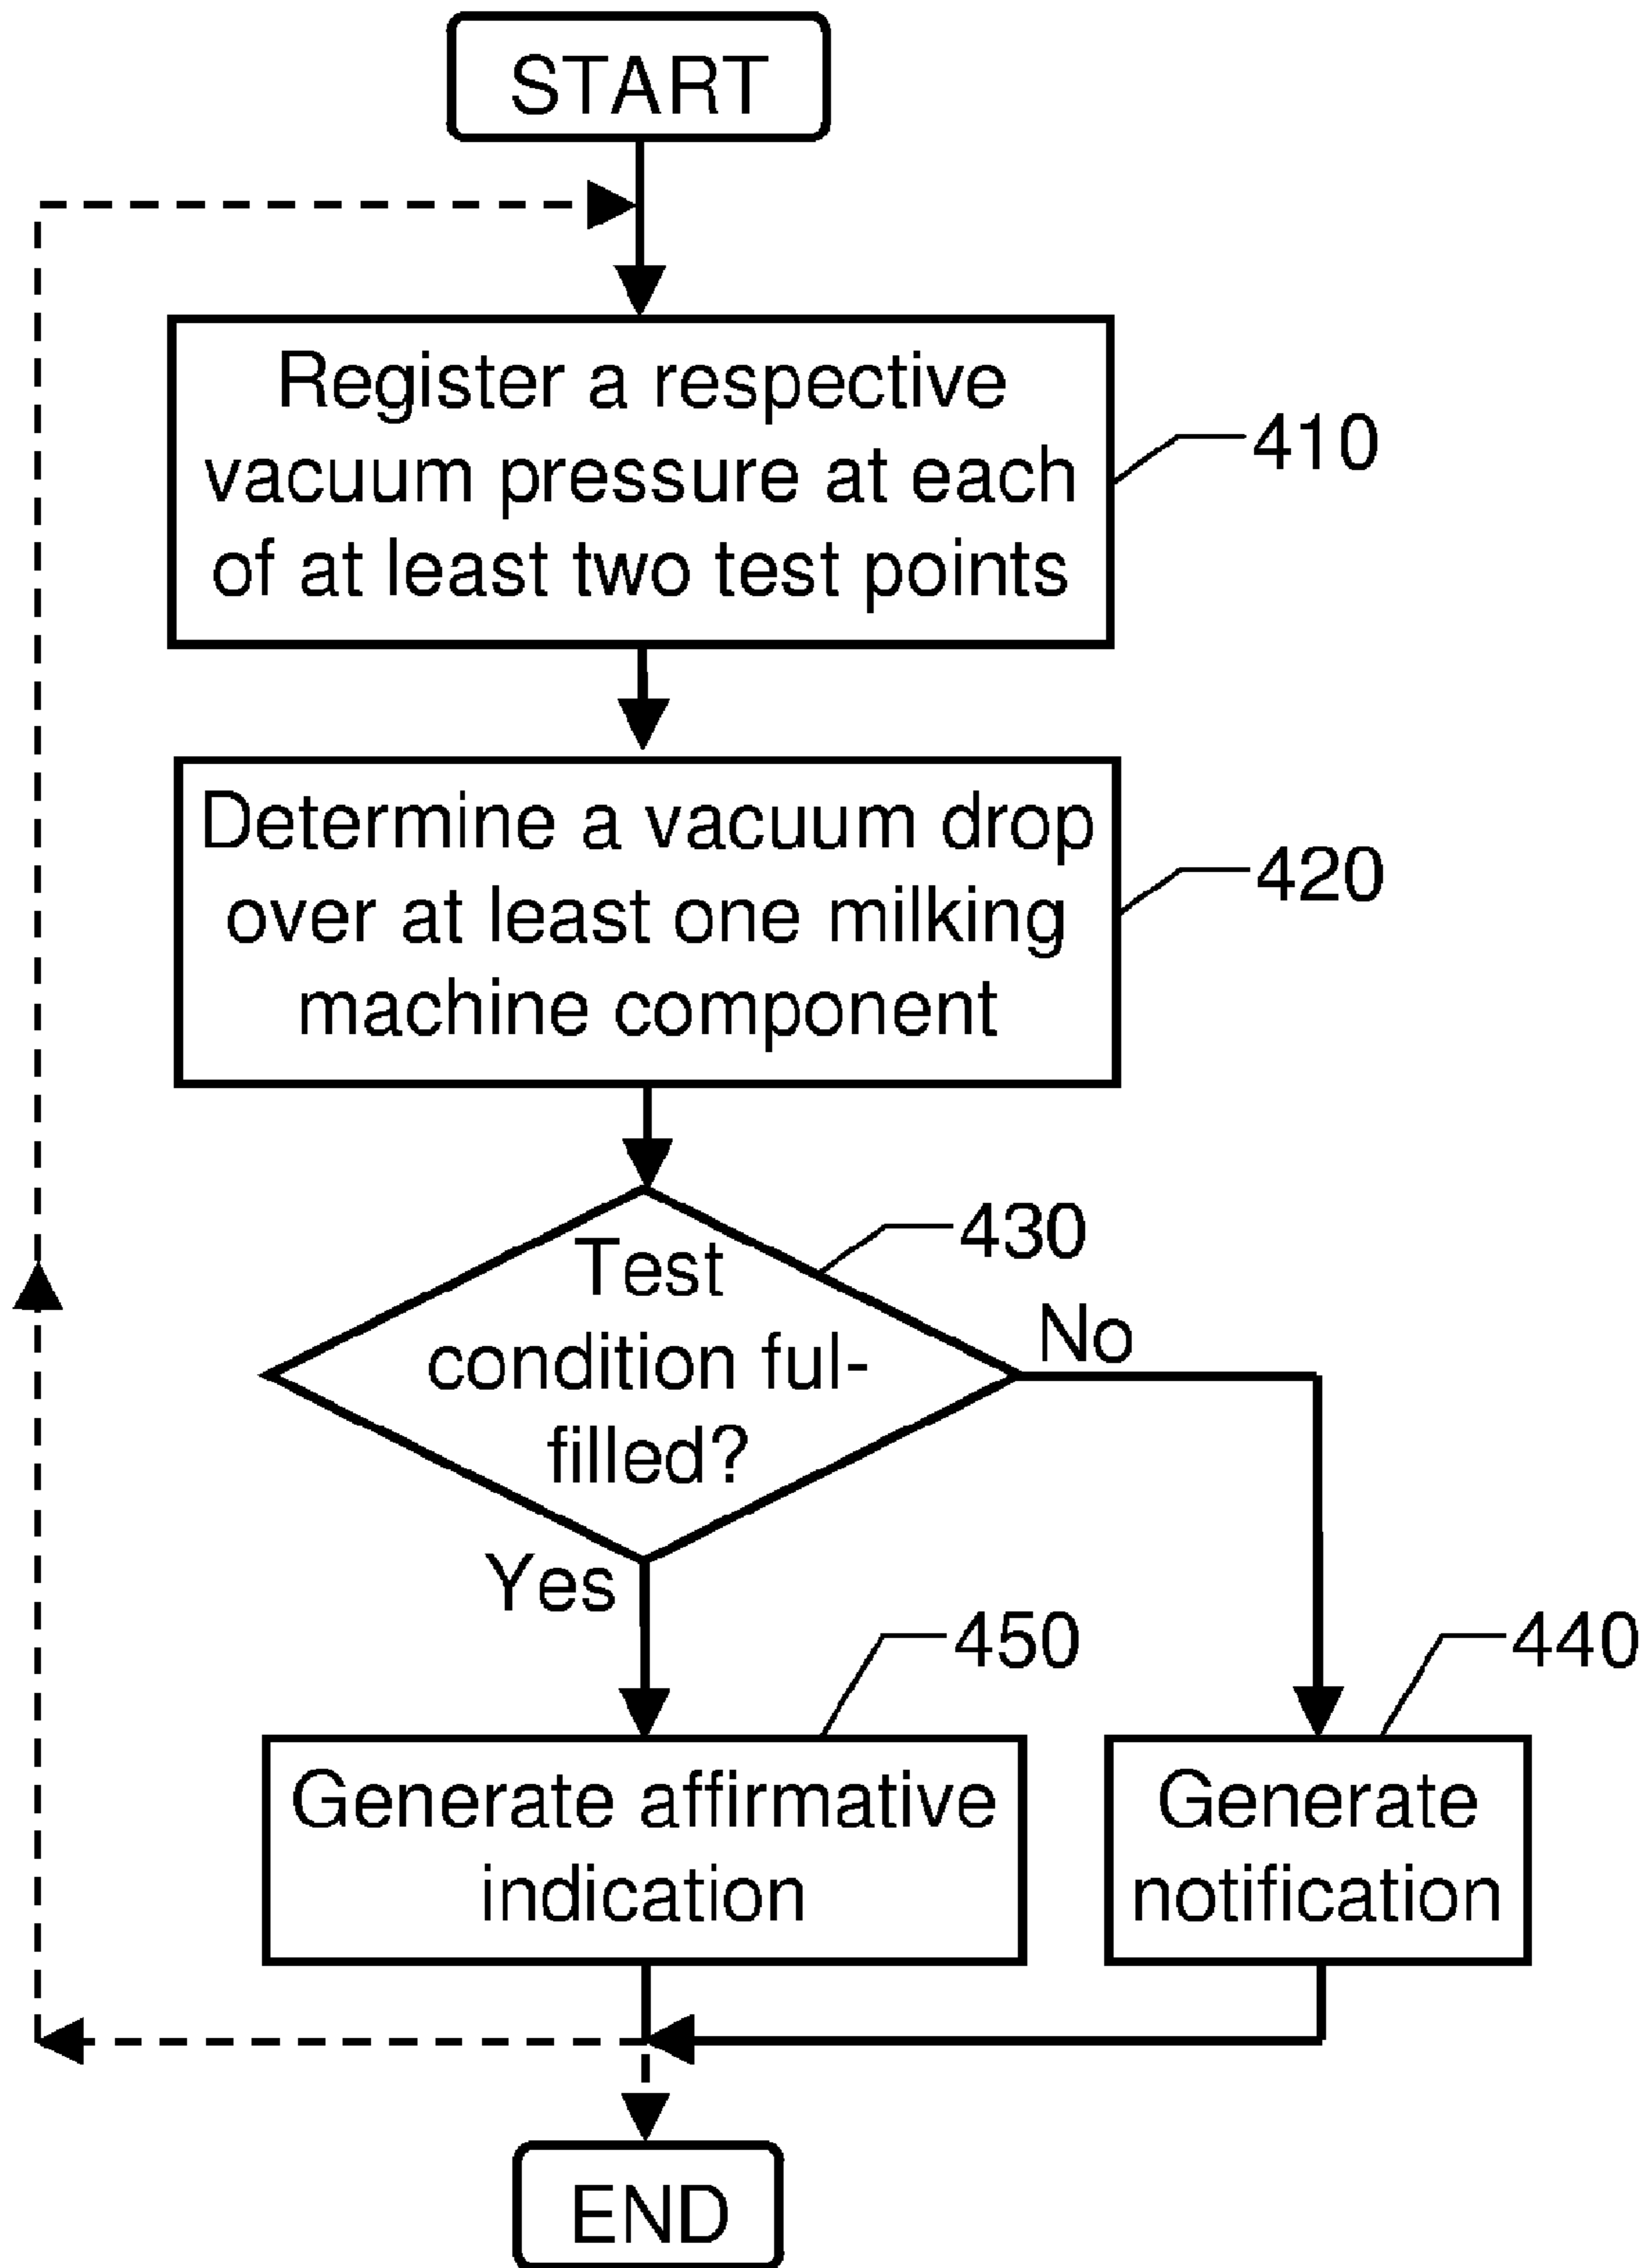 START
Register a respective
vacuum pressure at each
of at least two test points
410
Determine a vacuum drop
over at least one milking
machine component
420
430
Test
condition ful-
filled?
No
Yes
450
440
Generate affirmative
indication
Generate
notification
END